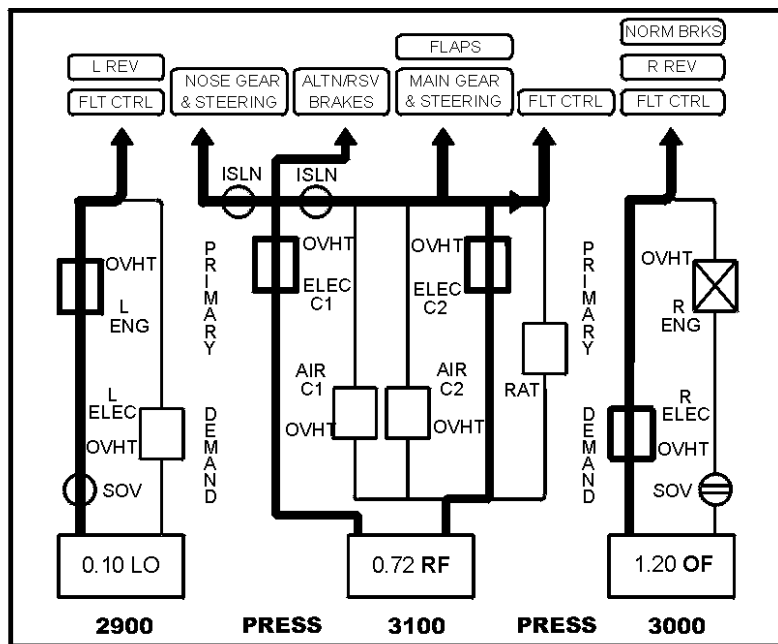 NORM BRKS
FLAPS
L REV
R REV
NOSE GEAR
& STEERING
ALTN/RSV
BRAKES
MAIN GEAR
& STEERING
FLT CTRL
FLT CTRL
FLT CTRL
ISLN
ISLN
OVHT
L
ENG
PRIMARY
OVHT
ELEC
C1
OVHT
ELEC
C2
PRIMARY
OVHT
R
ENG
L
ELEC
OVHT
DEMAND
AIR
C1
OVHT
AIR
C2
OVHT
RAT
DEMAND
R
ELEC
OVHT
SOV
SOV
0.10 LO
0.72 RF
1.20 OF
2900 PRESS 3100 PRESS 3000